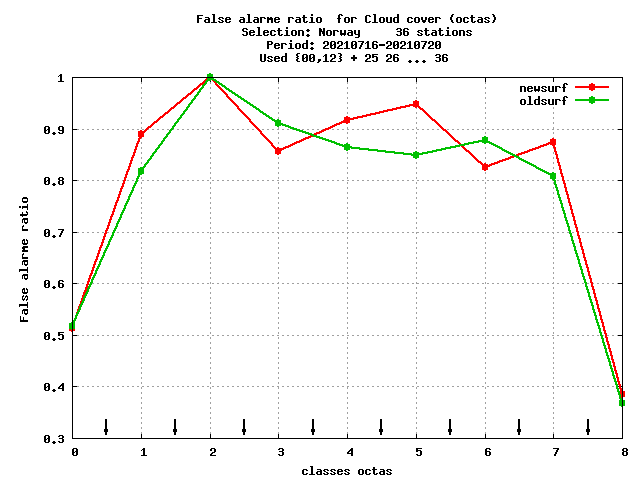 False alarme ratio  for Cloud cover (octas)
Selection: Norway     36 stations
Period: 20210716-20210720
Used {00,12} + 25 26 ... 36
newsurf
oldsurf
1
0.9
0.8
0.7
0.6
0.5
0.4
0.3
False alarme ratio
0 1 2 3 4 5 6 7 8
classes octas